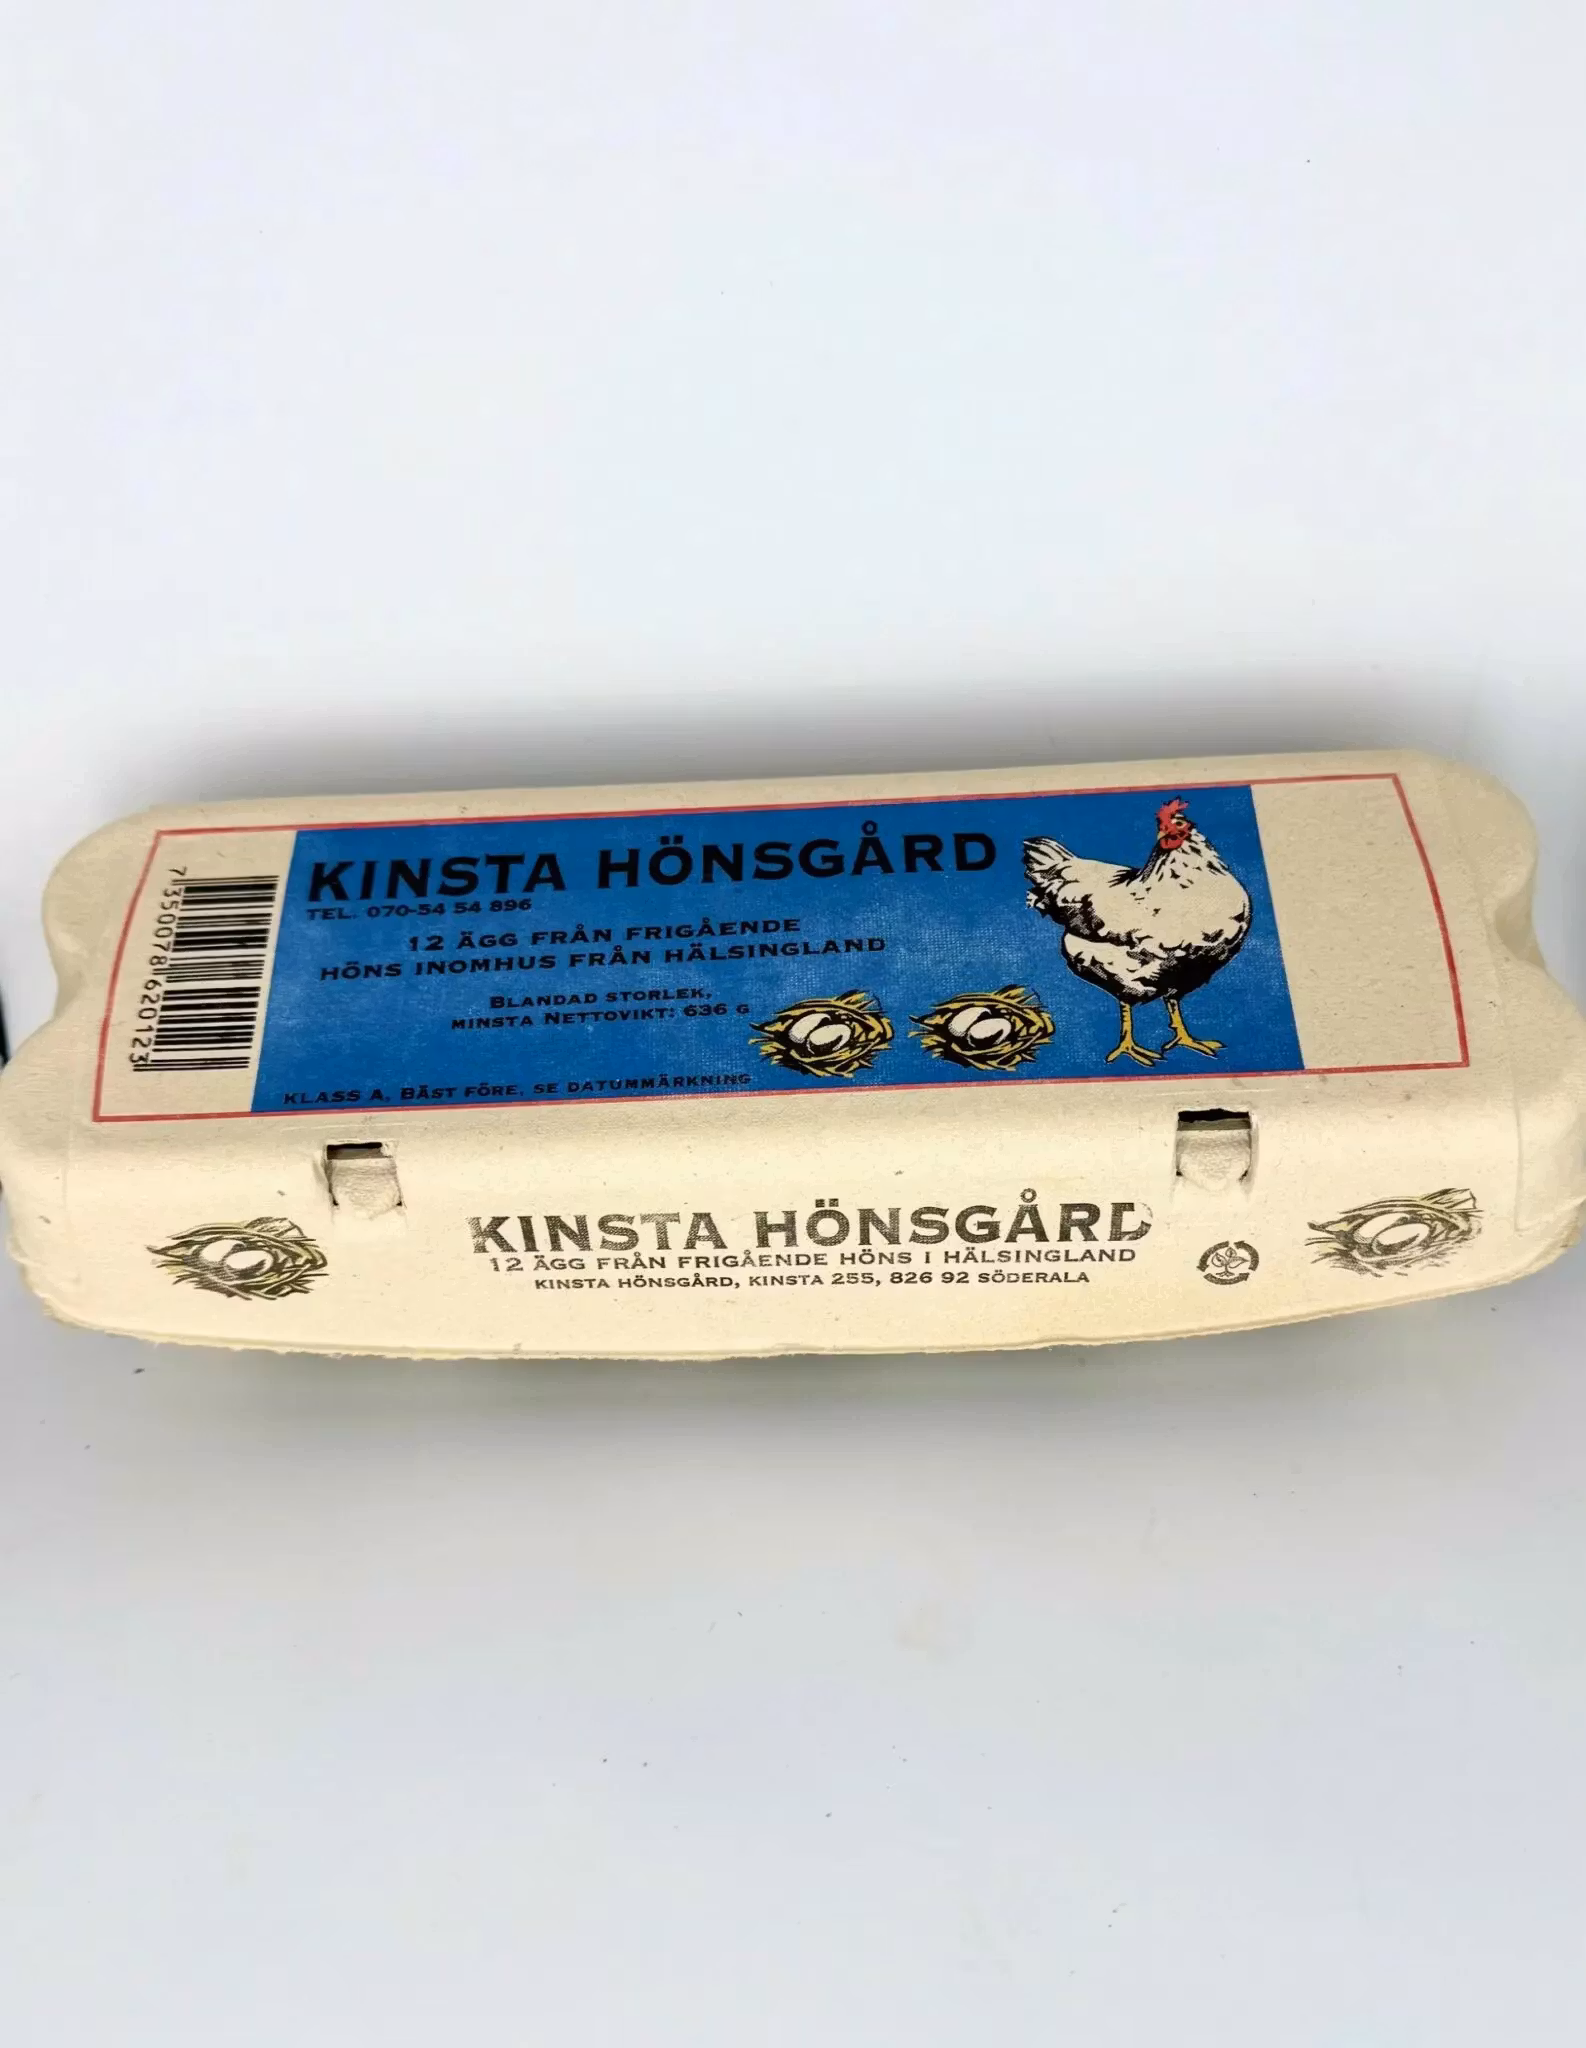 KINSTA HÖNSGÅRD
TEL. 070-54 54 896
12 ÄGG FRÅN FRIGÅENDE
HÖNS INOMHUS FRÅN HÄLSINGLAND
BLANDAD STORLEK,
MINSTA NETTOVIKT: 636 G
KLASS A, BÄST FÖRE, SE DATUMMÄRKNING
7350078620123
KINSTA HÖNSGÅRD
12 ÄGG FRÅN FRIGÅENDE HÖNS I HÄLSINGLAND
KINSTA HÖNSGÅRD, KINSTA 255, 826 92 SÖDERALA